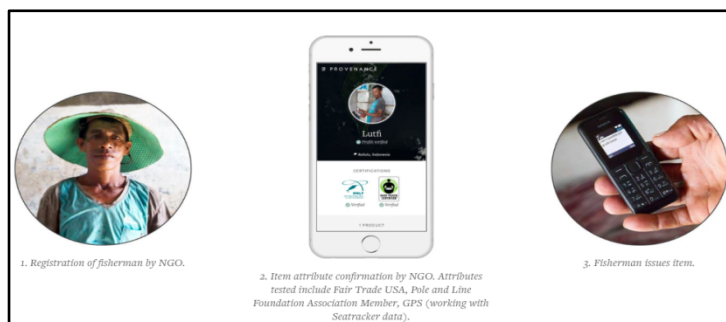 PROVENANCE
Lutfi
Profile verified
CERTIFICATIONS
Verified
Verified
1 PRODUCT
1. Registration of fisherman by NGO.
2. Item attribute confirmation by NGO. Attributes
tested include Fair Trade USA, Pole and Line
Foundation Association Member, GPS (working with
Seatracker data).
3. Fisherman issues item.